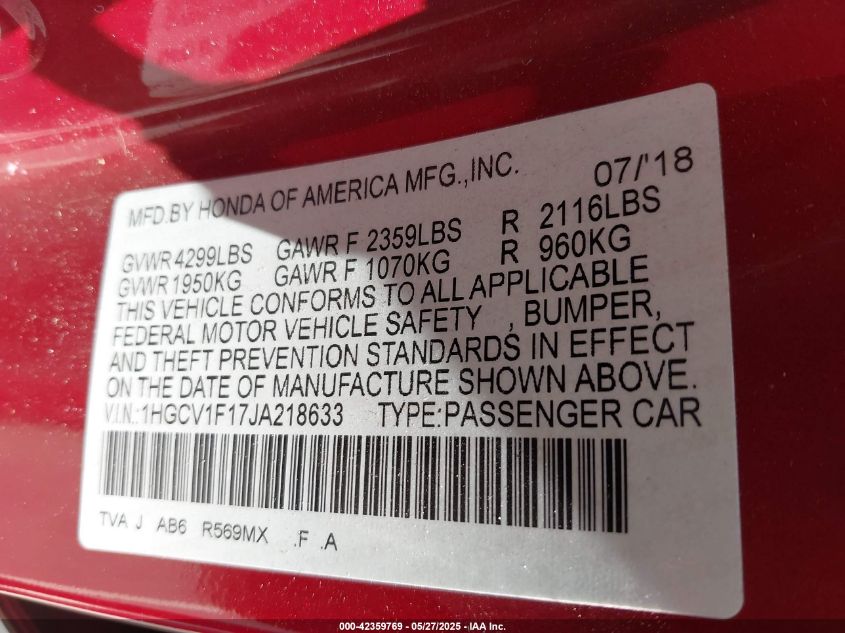 MFD.BY HONDA OF AMERICA MFG.,INC. 07/'18
GVWR 4299LBS GAWR F 2359LBS R 2116LBS
GVWR 1950KG GAWR F 1070KG R 960KG
THIS VEHICLE CONFORMS TO ALL APPLICABLE
FEDERAL MOTOR VEHICLE SAFETY , BUMPER,
AND THEFT PREVENTION STANDARDS IN EFFECT
ON THE DATE OF MANUFACTURE SHOWN ABOVE.
V.I.N.:1HGCV1F17JA218633 TYPE:PASSENGER CAR
TVA J AB6 R569MX .F .A
000-42359769 - 05/27/2025 - IAA Inc.